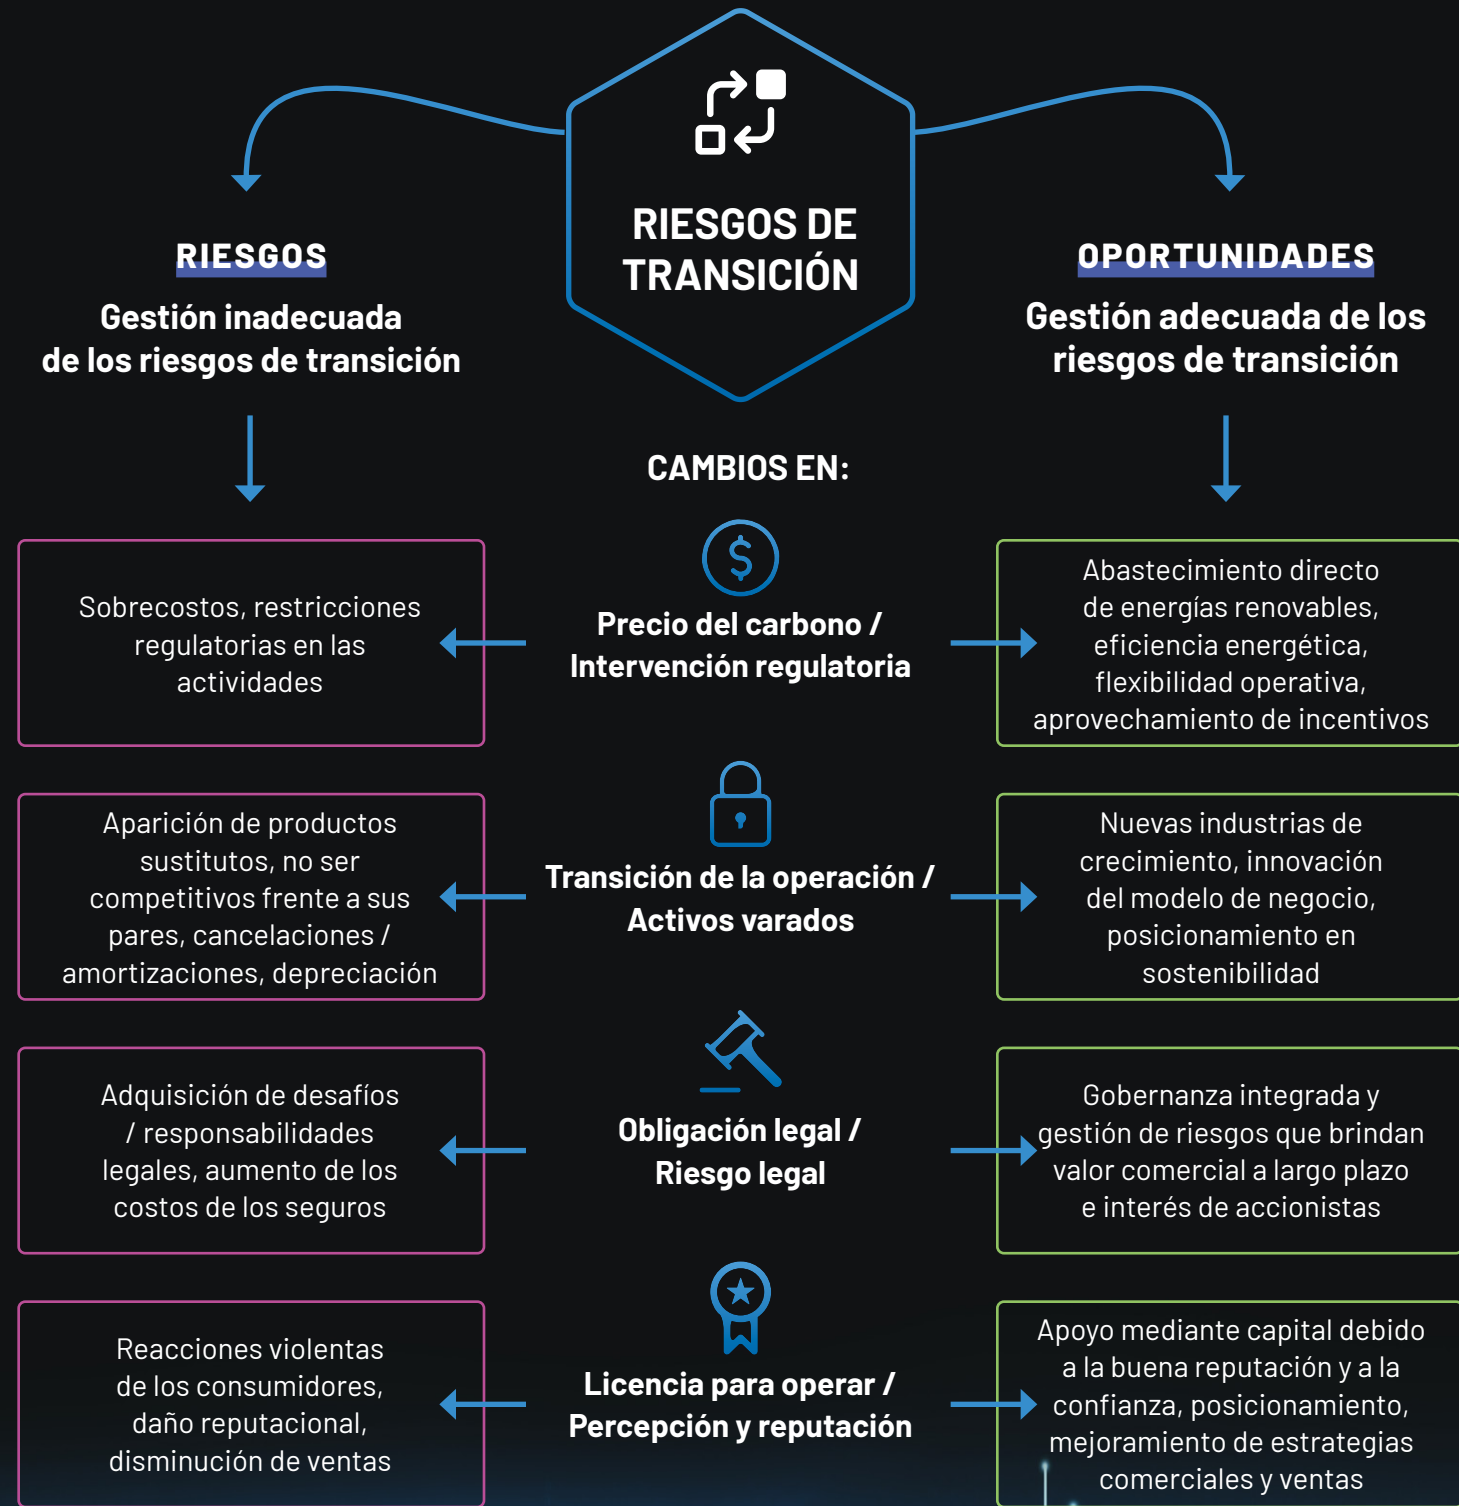 RIESGOS DE
TRANSICIÓN
RIESGOS
Gestión inadecuada
de los riesgos de transición
OPORTUNIDADES
Gestión adecuada de los
riesgos de transición
CAMBIOS EN:
Sobrecostos, restricciones
regulatorias en las
actividades
$
Precio del carbono /
Intervención regulatoria
Abastecimiento directo
de energías renovables,
eficiencia energética,
flexibilidad operativa,
aprovechamiento de incentivos
Aparición de productos
sustitutos, no ser
competitivos frente a sus
pares, cancelaciones /
amortizaciones, depreciación
Transición de la operación /
Activos varados
Nuevas industrias de
crecimiento, innovación
del modelo de negocio,
posicionamiento en
sostenibilidad
Adquisición de desafíos
/ responsabilidades
legales, aumento de los
costos de los seguros
Obligación legal /
Riesgo legal
Gobernanza integrada y
gestión de riesgos que brindan
valor comercial a largo plazo
e interés de accionistas
Reacciones violentas
de los consumidores,
daño reputacional,
disminución de ventas
Licencia para operar /
Percepción y reputación
Apoyo mediante capital debido
a la buena reputación y a la
confianza, posicionamiento,
mejoramiento de estrategias
comerciales y ventas